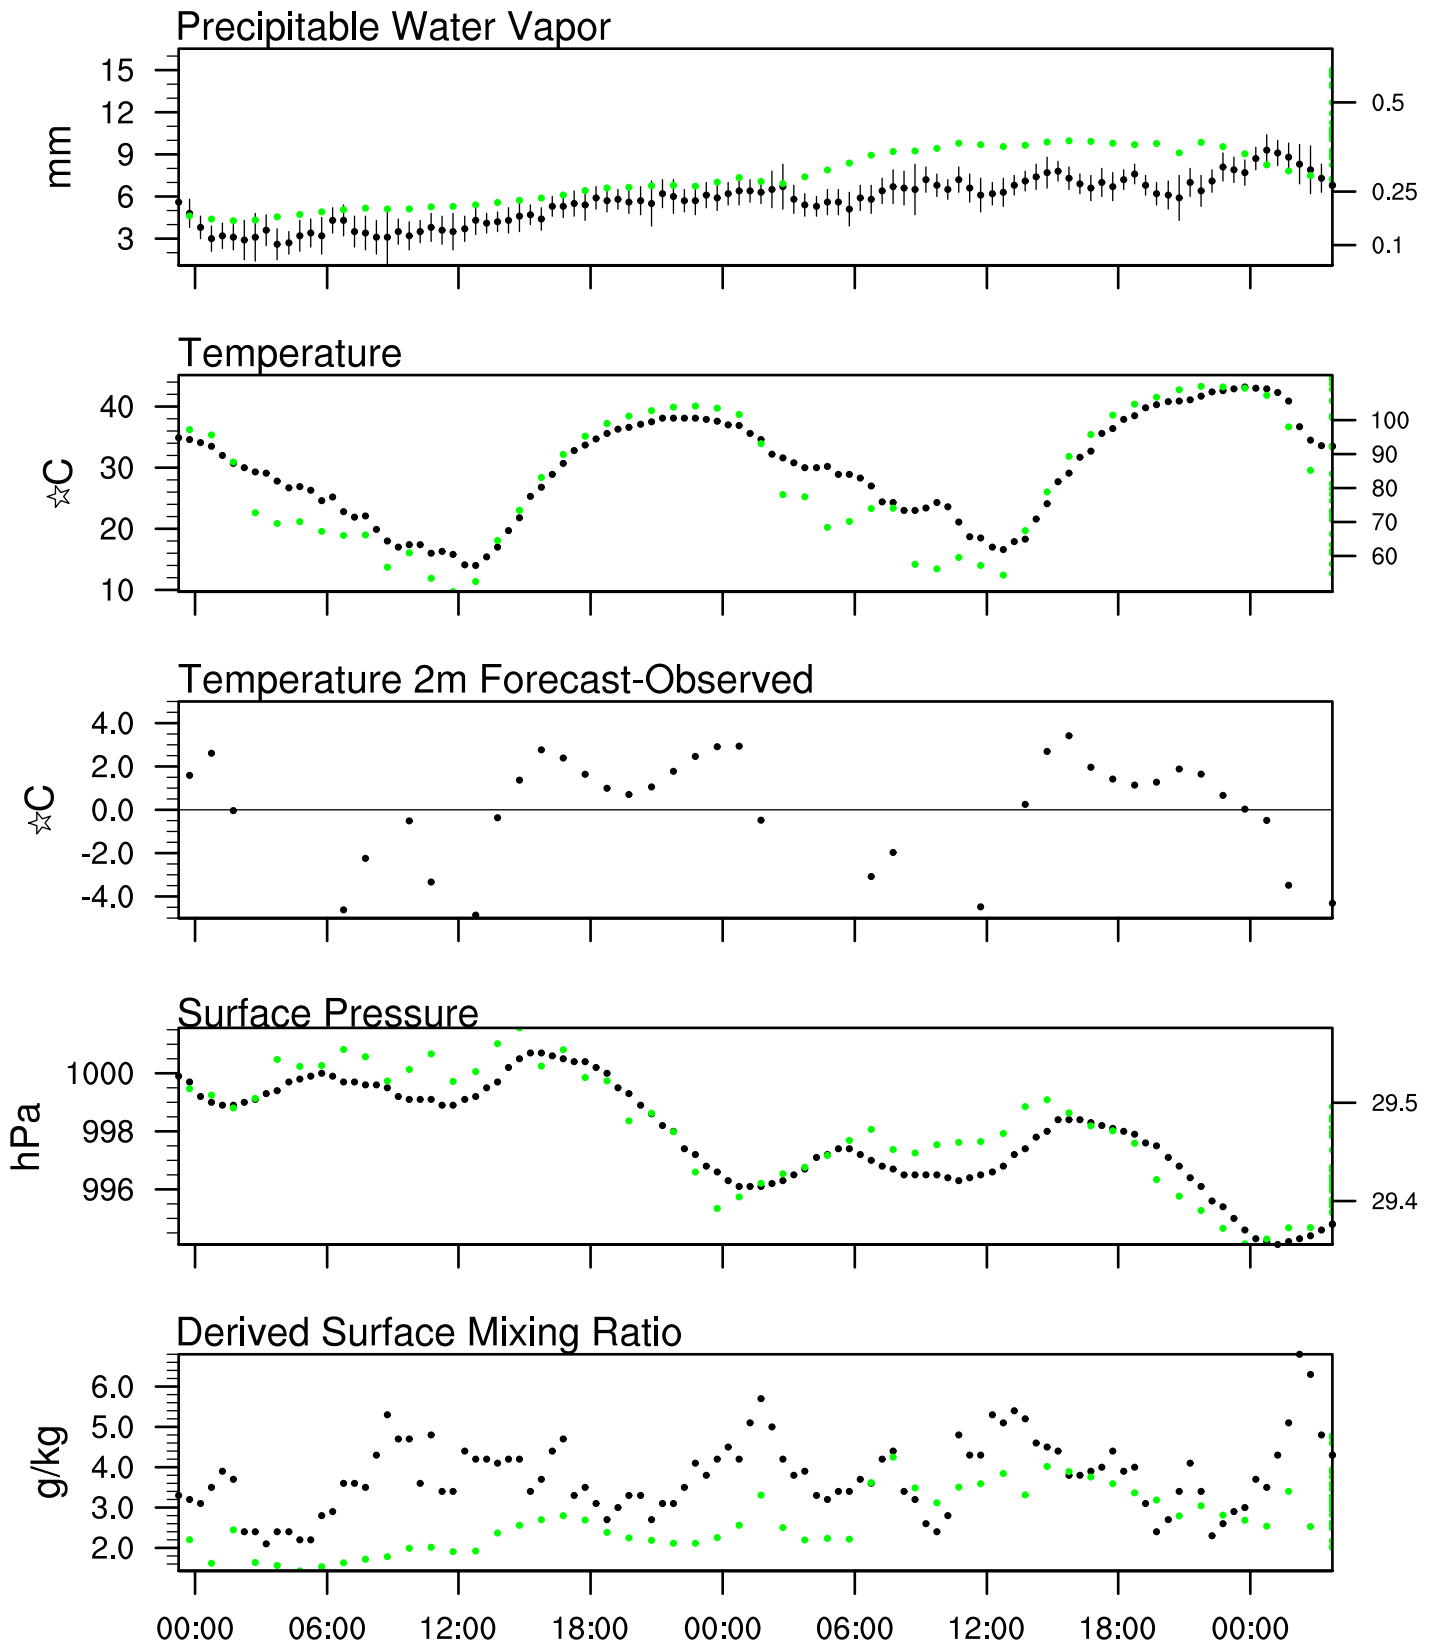 Precipitable Water Vapor
15
12
9
6
3
mm
0.5
0.25
0.1
Temperature
40
30
20
10
☆C
100
90
80
70
60
Temperature 2m Forecast-Observed
4.0
2.0
0.0
-2.0
-4.0
☆C
Surface Pressure
1000
998
996
hPa
29.5
29.4
Derived Surface Mixing Ratio
6.0
5.0
4.0
3.0
2.0
g/kg
00:00 06:00 12:00 18:00 00:00 06:00 12:00 18:00 00:00